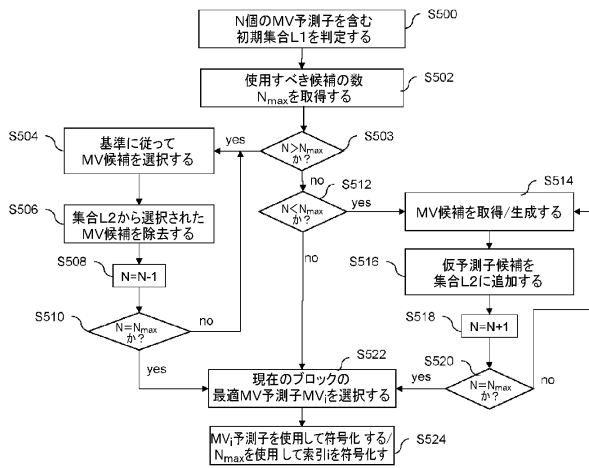 S500
N個のMV予測子を含む
初期集合L1を判定する
S502
使用すべき候補の数
Nmaxを取得する
S503
N>Nmax
か?
yes
no
S504
基準に従って
MV候補を選択する
S506
集合L2から選択された
MV候補を除去する
S508
N=N-1
S510
N=Nmax
か?
no
yes
S512
N<Nmax
か?
yes
no
S514
MV候補を取得/生成する
S516
仮予測子候補を
集合L2に追加する
S518
N=N+1
S520
N=Nmax
か?
yes
no
S522
現在のブロックの
最適MV予測子MViを選択する
MVi予測子を使用して符号化する/
Nmaxを使用して索引iを符号化す
S524